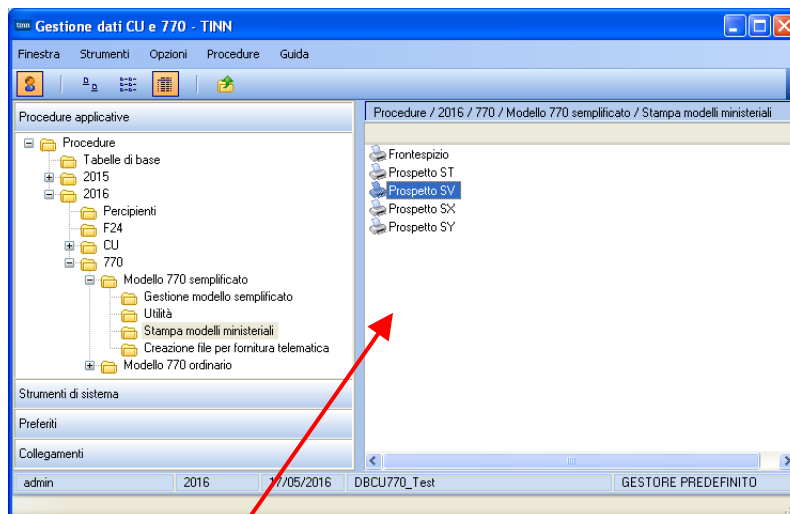 tinn Gestione dati CU e 770 - TINN
Finestra Strumenti Opzioni Procedure Guida
Procedure applicative
Procedure / 2016 / 770 / Modello 770 semplificato / Stampa modelli ministeriali
Procedure
Tabelle di base
2015
2016
Percipienti
F24
CU
770
Modello 770 semplificato
Gestione modello semplificato
Utilità
Stampa modelli ministeriali
Creazione file per fornitura telematica
Modello 770 ordinario
Frontespizio
Prospetto ST
Prospetto SV
Prospetto SX
Prospetto SY
Strumenti di sistema
Preferiti
Collegamenti
admin 2016 17/05/2016 DBCU770_Test GESTORE PREDEFINITO